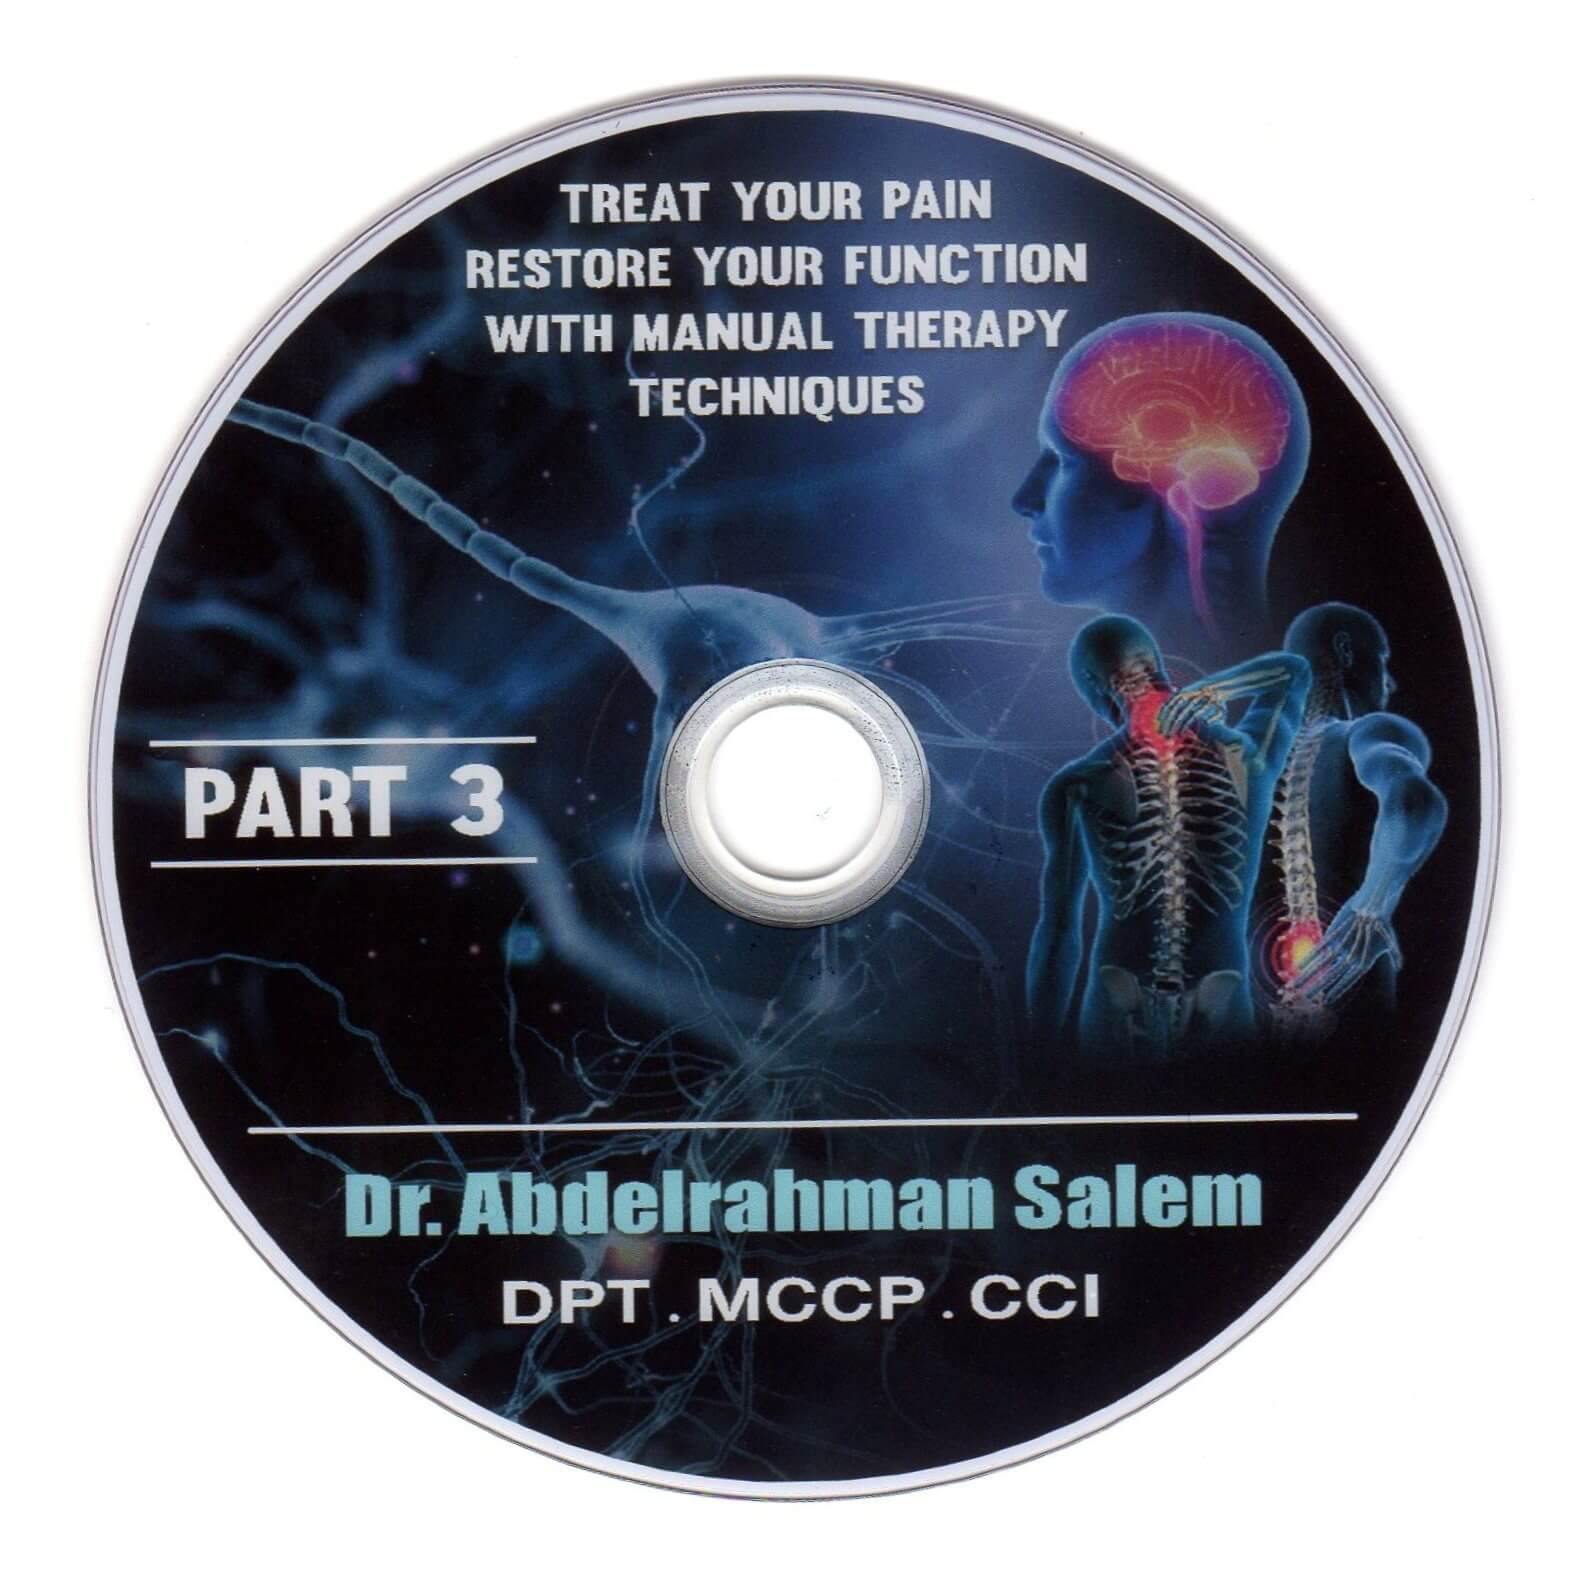 TREAT YOUR PAIN
RESTORE YOUR FUNCTION
WITH MANUAL THERAPY
TECHNIQUES
PART 3
Dr. Abdelrahman Salem
DPT . MCCP . CCI